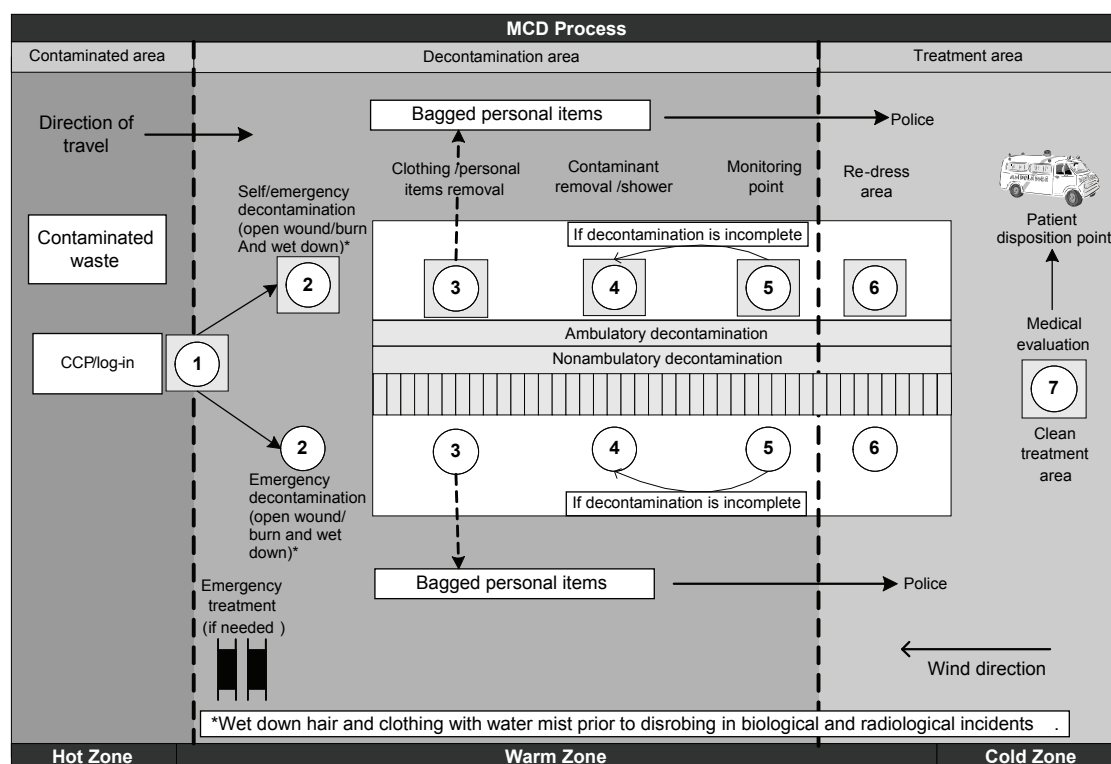 MCD Process
Contaminated area
Decontamination area
Treatment area
Direction of
travel
Bagged personal items
Police
Clothing /personal
items removal
Contaminant
removal /shower
Monitoring
point
Re-dress
area
AMBULANCE
Patient
disposition point
Self/emergency
decontamination
(open wound/burn
And wet down)*
Contaminated
waste
If decontamination is incomplete
2
3
4
5
6
Ambulatory decontamination
Nonambulatory decontamination
CCP/log-in
1
Medical
evaluation
7
Clean
treatment
area
2
3
4
5
6
Emergency
decontamination
(open wound/
burn and wet
down)*
If decontamination is incomplete
Bagged personal items
Police
Emergency
treatment
(if needed )
Wind direction
*Wet down hair and clothing with water mist prior to disrobing in biological and radiological incidents .
Hot Zone
Warm Zone
Cold Zone